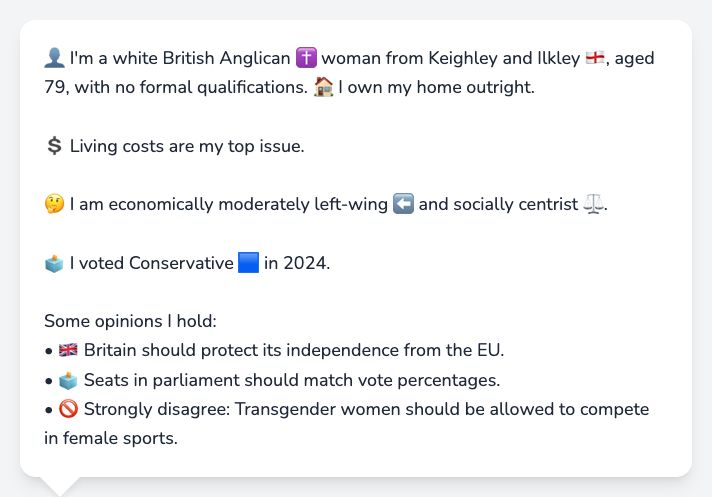 👤 I'm a white British Anglican ✝️ woman from Keighley and Ilkley 🏴󠁧󠁢󠁥󠁮󠁧󠁿, aged
79, with no formal qualifications. 🏠 I own my home outright.
💲 Living costs are my top issue.
🤔 I am economically moderately left-wing ⬅️ and socially centrist ⚖️.
🗳️ I voted Conservative 🟦 in 2024.
Some opinions I hold:
• 🇬🇧 Britain should protect its independence from the EU.
• 🗳️ Seats in parliament should match vote percentages.
• 🚫 Strongly disagree: Transgender women should be allowed to compete
in female sports.